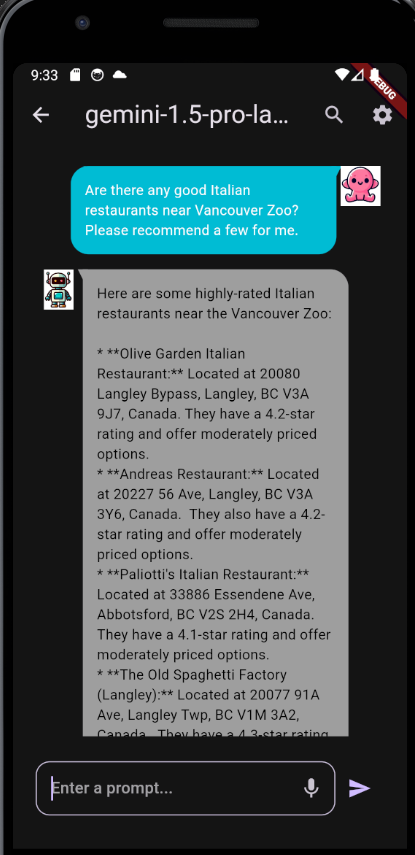 9:33
DEBUG
gemini-1.5-pro-la...
Are there any good Italian
restaurants near Vancouver Zoo?
Please recommend a few for me.
Here are some highly-rated Italian
restaurants near the Vancouver Zoo:
* **Olive Garden Italian
Restaurant:** Located at 20080
Langley Bypass, Langley, BC V3A
9J7, Canada. They have a 4.2-star
rating and offer moderately priced
options.
* **Andreas Restaurant:** Located
at 20227 56 Ave, Langley, BC V3A
3Y6, Canada.  They also have a 4.2-
star rating and offer moderately
priced options.
* **Paliotti's Italian Restaurant:**
Located at 33886 Essendene Ave,
Abbotsford, BC V2S 2H4, Canada.
They have a 4.1-star rating and offer
moderately priced options.
* **The Old Spaghetti Factory
(Langley):** Located at 20077 91A
Ave, Langley Twp, BC V1M 3A2,
Canada.  They have a 4.3-star rating
Enter a prompt...